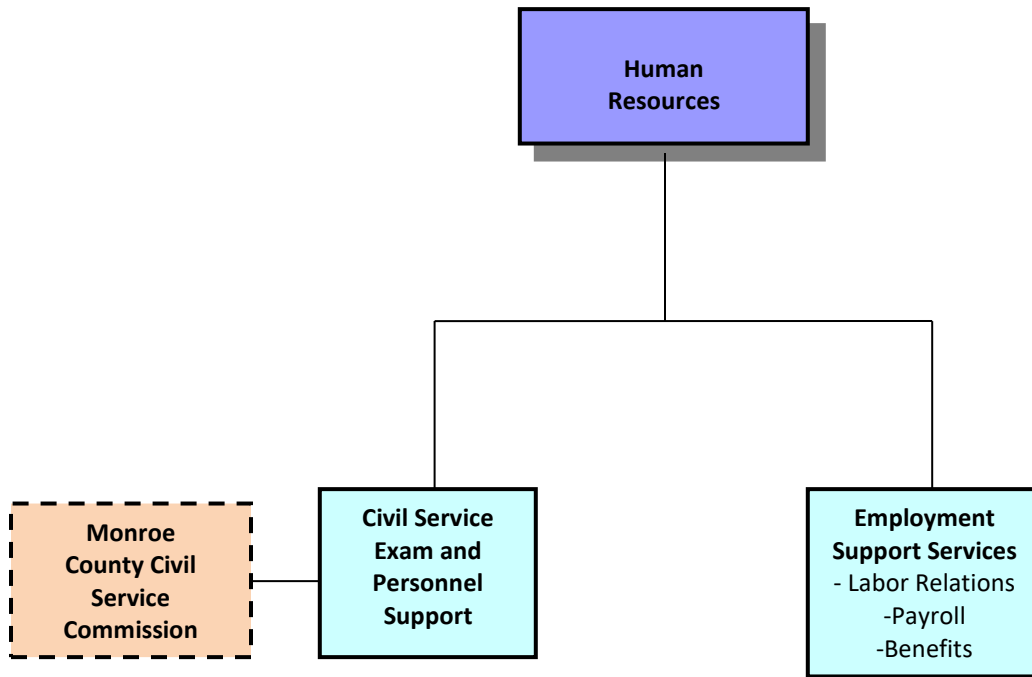 Human
Resources
Monroe
County Civil
Service
Commission
Civil Service
Exam and
Personnel
Support
Employment
Support Services
- Labor Relations
-Payroll
-Benefits